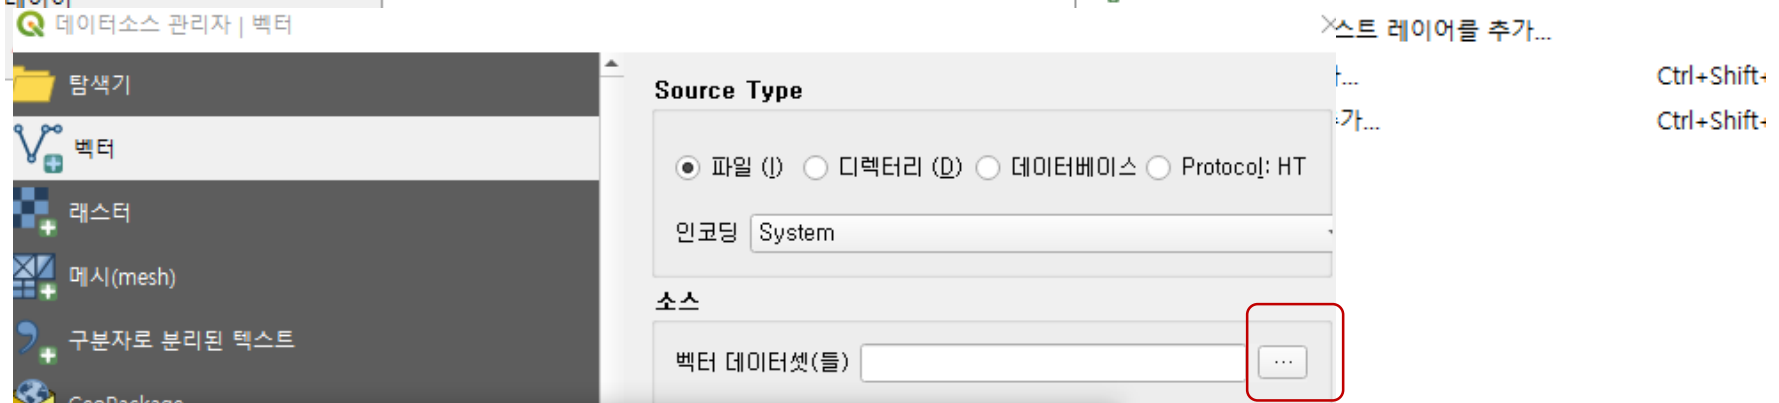 데이터소스 관리자 | 벡터
스트 레이어를 추가...
탐색기
Source Type
... Ctrl+Shift+
벡터
가... Ctrl+Shift+
파일 (I) 디렉터리 (D) 데이터베이스 Protocol: HT
래스터
인코딩 System
메시(mesh)
소스
구분자로 분리된 텍스트
벡터 데이터셋(들) ...
GeoPackage